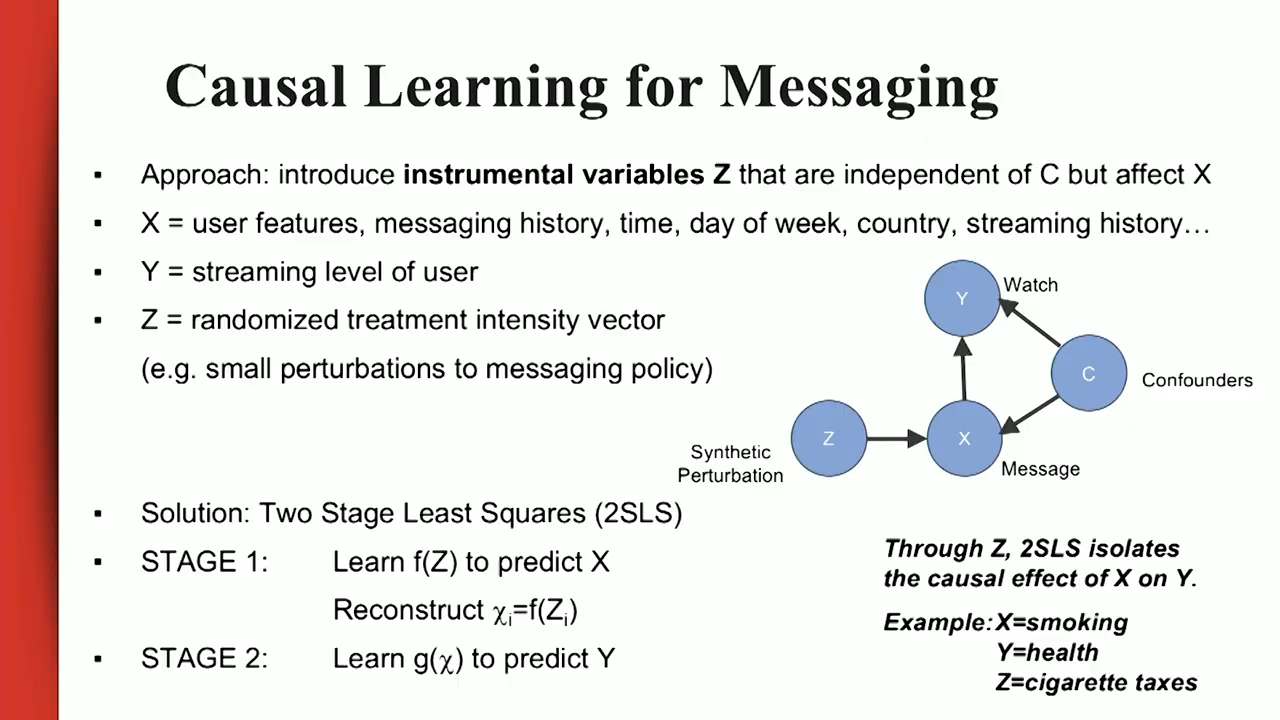 Causal Learning for Messaging
▪ Approach: introduce instrumental variables Z that are independent of C but affect X
▪ X = user features, messaging history, time, day of week, country, streaming history…
▪ Y = streaming level of user
▪ Z = randomized treatment intensity vector
(e.g. small perturbations to messaging policy)
Y
Watch
C
Confounders
Z
X
Synthetic
Perturbation
Message
▪ Solution: Two Stage Least Squares (2SLS)
▪ STAGE 1: Learn f(Z) to predict X
Reconstruct χi=f(Zi)
▪ STAGE 2: Learn g(χ) to predict Y
Through Z, 2SLS isolates
the causal effect of X on Y.
Example: X=smoking
Y=health
Z=cigarette taxes